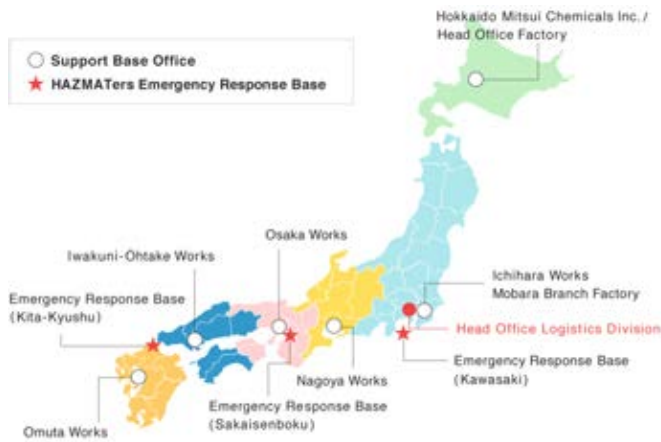 Hokkaido Mitsui Chemicals Inc./
Head Office Factory
Support Base Office
HAZMATers Emergency Response Base
Osaka Works
Iwakuni-Ohtake Works
Ichihara Works
Mobara Branch Factory
Emergency Response Base
(Kita-Kyushu)
Head Office Logistics Division
Emergency Response Base
(Kawasaki)
Nagoya Works
Emergency Response Base
(Sakaisenboku)
Omuta Works